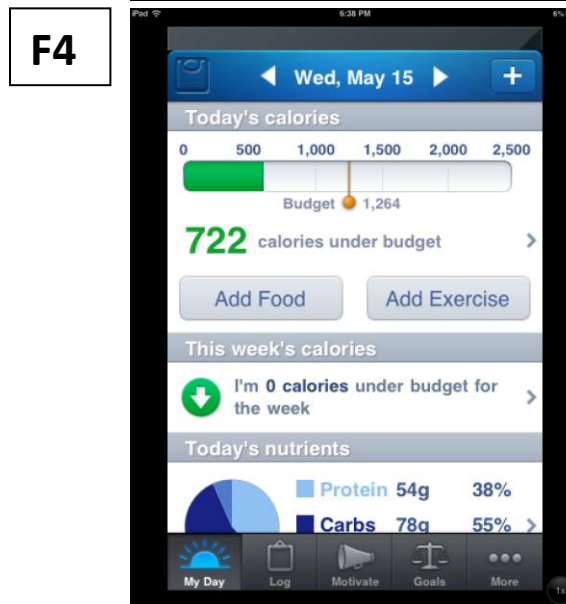 F4
iPad 6:38 PM 6%
Wed, May 15 +
Today's calories
0 500 1,000 1,500 2,000 2,500
Budget 1,264
722 calories under budget
Add Food Add Exercise
This week's calories
I'm 0 calories under budget for
the week
Today's nutrients
Protein 54g 38%
Carbs 78g 55%
My Day Log Motivate Goals More
1x